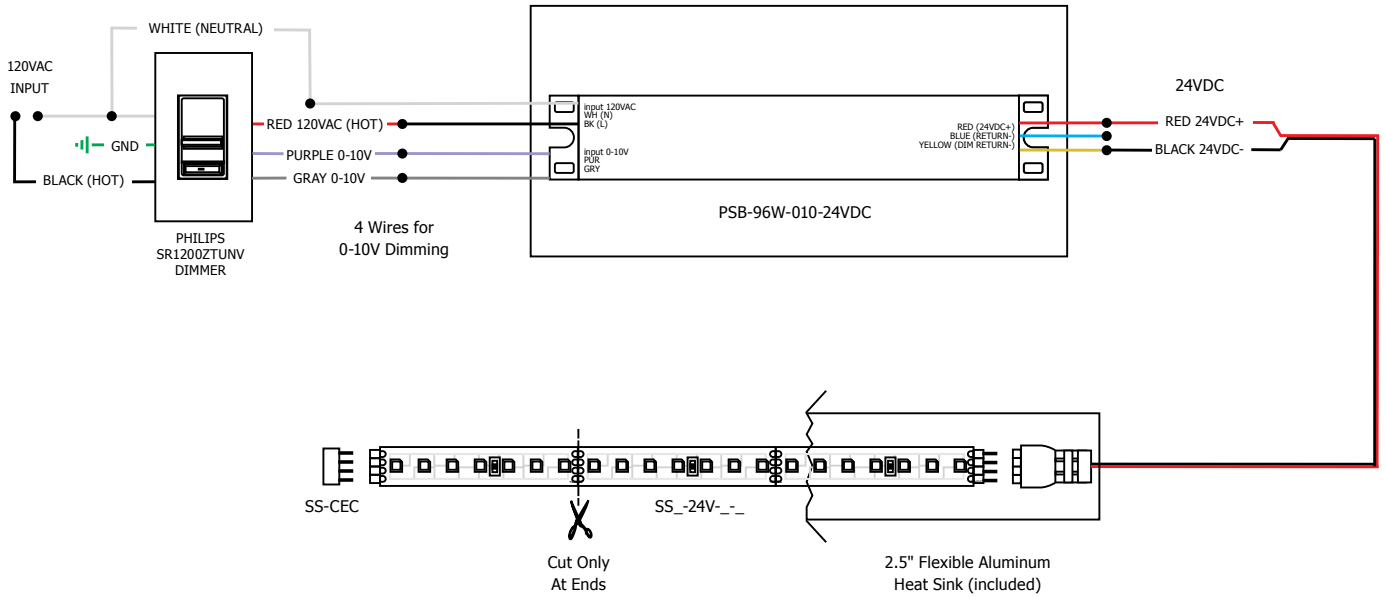 WHITE (NEUTRAL)
120VAC
INPUT
GND
BLACK (HOT)
PHILIPS
SR1200ZTUNV
DIMMER
RED 120VAC (HOT)
PURPLE 0-10V
GRAY 0-10V
4 Wires for
0-10V Dimming
input 120VAC
WH (N)
BK (L)
input 0-10V
PUR
GRY
RED (24VDC+)
BLUE (RETURN-)
YELLOW (DIM RETURN-)
PSB-96W-010-24VDC
24VDC
RED 24VDC+
BLACK 24VDC-
SS-CEC
SS_-24V-_-_
Cut Only
At Ends
2.5" Flexible Aluminum
Heat Sink (included)